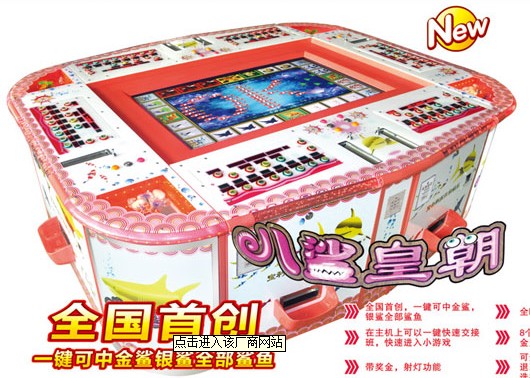 New
八鲨皇朝
全国首创
一键可中金鲨银鲨全部鲨鱼
点击进入该厂商网站
全国首创,一键可中金鲨,
银鲨全部鲨鱼
在主机上可以一键快速交接
班,快速进入小游戏
带奖金,射灯功能
8个